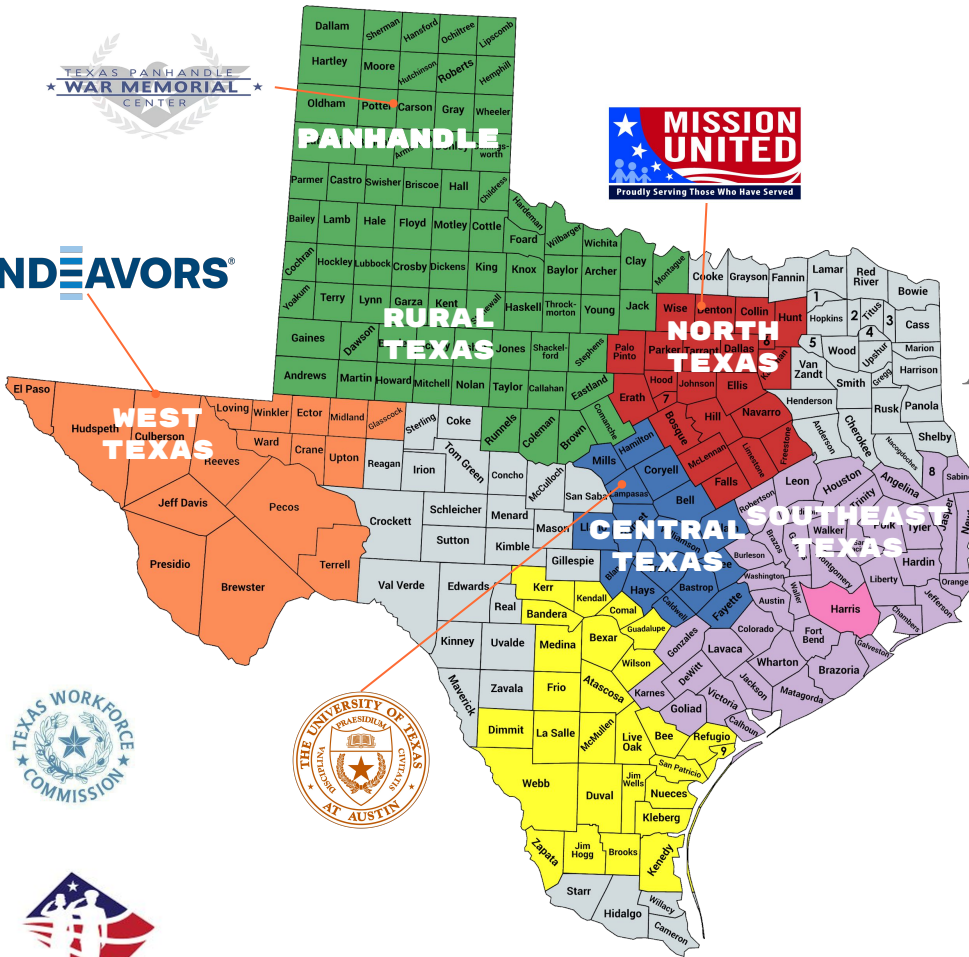 TEXAS PANHANDLE
WAR MEMORIAL
CENTER
MISSION
UNITED
Proudly Serving Those Who Have Served
NDEAVORS®
TEXAS WORKFORCE
COMMISSION
THE UNIVERSITY OF TEXAS
AT AUSTIN
PRAESIDIUM
DISCIPLINA
CIVITATIS
PANHANDLE
RURAL
TEXAS
NORTH
TEXAS
WEST
TEXAS
CENTRAL
TEXAS
SOUTHEAST
TEXAS
Dallam
Sherman
Hansford
Ochiltree
Lipscomb
Hartley
Moore
Hutchinson
Roberts
Hemphill
Oldham
Potter
Carson
Gray
Wheeler
Parmer
Castro
Swisher
Briscoe
Hall
Childress
Bailey
Lamb
Hale
Floyd
Motley
Cottle
Hardeman
Foard
Wilbarger
Wichita
Clay
Montague
Cochran
Hockley
Lubbock
Crosby
Dickens
King
Knox
Baylor
Archer
Yoakum
Terry
Lynn
Garza
Kent
Haskell
Throck-
morton
Young
Jack
Gaines
Dawson
Jones
Shackel-
ford
Stephens
Andrews
Martin
Howard
Mitchell
Nolan
Taylor
Callahan
Eastland
Runnels
Coleman
Brown
Comanche
Cooke
Grayson
Fannin
Lamar
Red
River
Bowie
Wise
Denton
Collin
Hunt
1
Hopkins
2
Titus
3
4
Cass
Palo
Pinto
Parker
Tarrant
Dallas
5
Van
Zandt
Wood
Upshur
Marion
Gregg
Harrison
Smith
Erath
Hood
7
Johnson
Ellis
Henderson
Rusk
Panola
Bosque
Hill
Navarro
Anderson
Cherokee
Nacogdoches
Shelby
McLennan
Limestone
Freestone
Falls
El Paso
Hudspeth
Culberson
Loving
Winkler
Ector
Midland
Glasscock
Reeves
Ward
Crane
Upton
Jeff Davis
Pecos
Presidio
Brewster
Terrell
Sterling
Coke
Reagan
Irion
Tom Green
Concho
McCulloch
San Saba
Crockett
Schleicher
Menard
Mason
Sutton
Kimble
Gillespie
Val Verde
Edwards
Real
Kinney
Uvalde
Maverick
Zavala
Mills
Hamilton
Coryell
Lampasas
Bell
Hays
Bastrop
Caldwell
Fayette
Robertson
Leon
Houston
Trinity
Angelina
8
Brazos
Walker
Tyler
Jasper
Burleson
Washington
Montgomery
Liberty
Hardin
Orange
Jefferson
Chambers
Austin
Waller
Harris
Galveston
Fort
Bend
Brazoria
Colorado
Wharton
Matagorda
Gonzales
Lavaca
DeWitt
Jackson
Victoria
Calhoun
Karnes
Goliad
Kerr
Kendall
Bandera
Comal
Guadalupe
Medina
Bexar
Wilson
Frio
Atascosa
Dimmit
La Salle
McMullen
Live
Oak
Bee
Refugio
9
San Patricio
Webb
Duval
Jim
Wells
Nueces
Kleberg
Zapata
Jim
Hogg
Brooks
Kenedy
Starr
Hidalgo
Willacy
Cameron